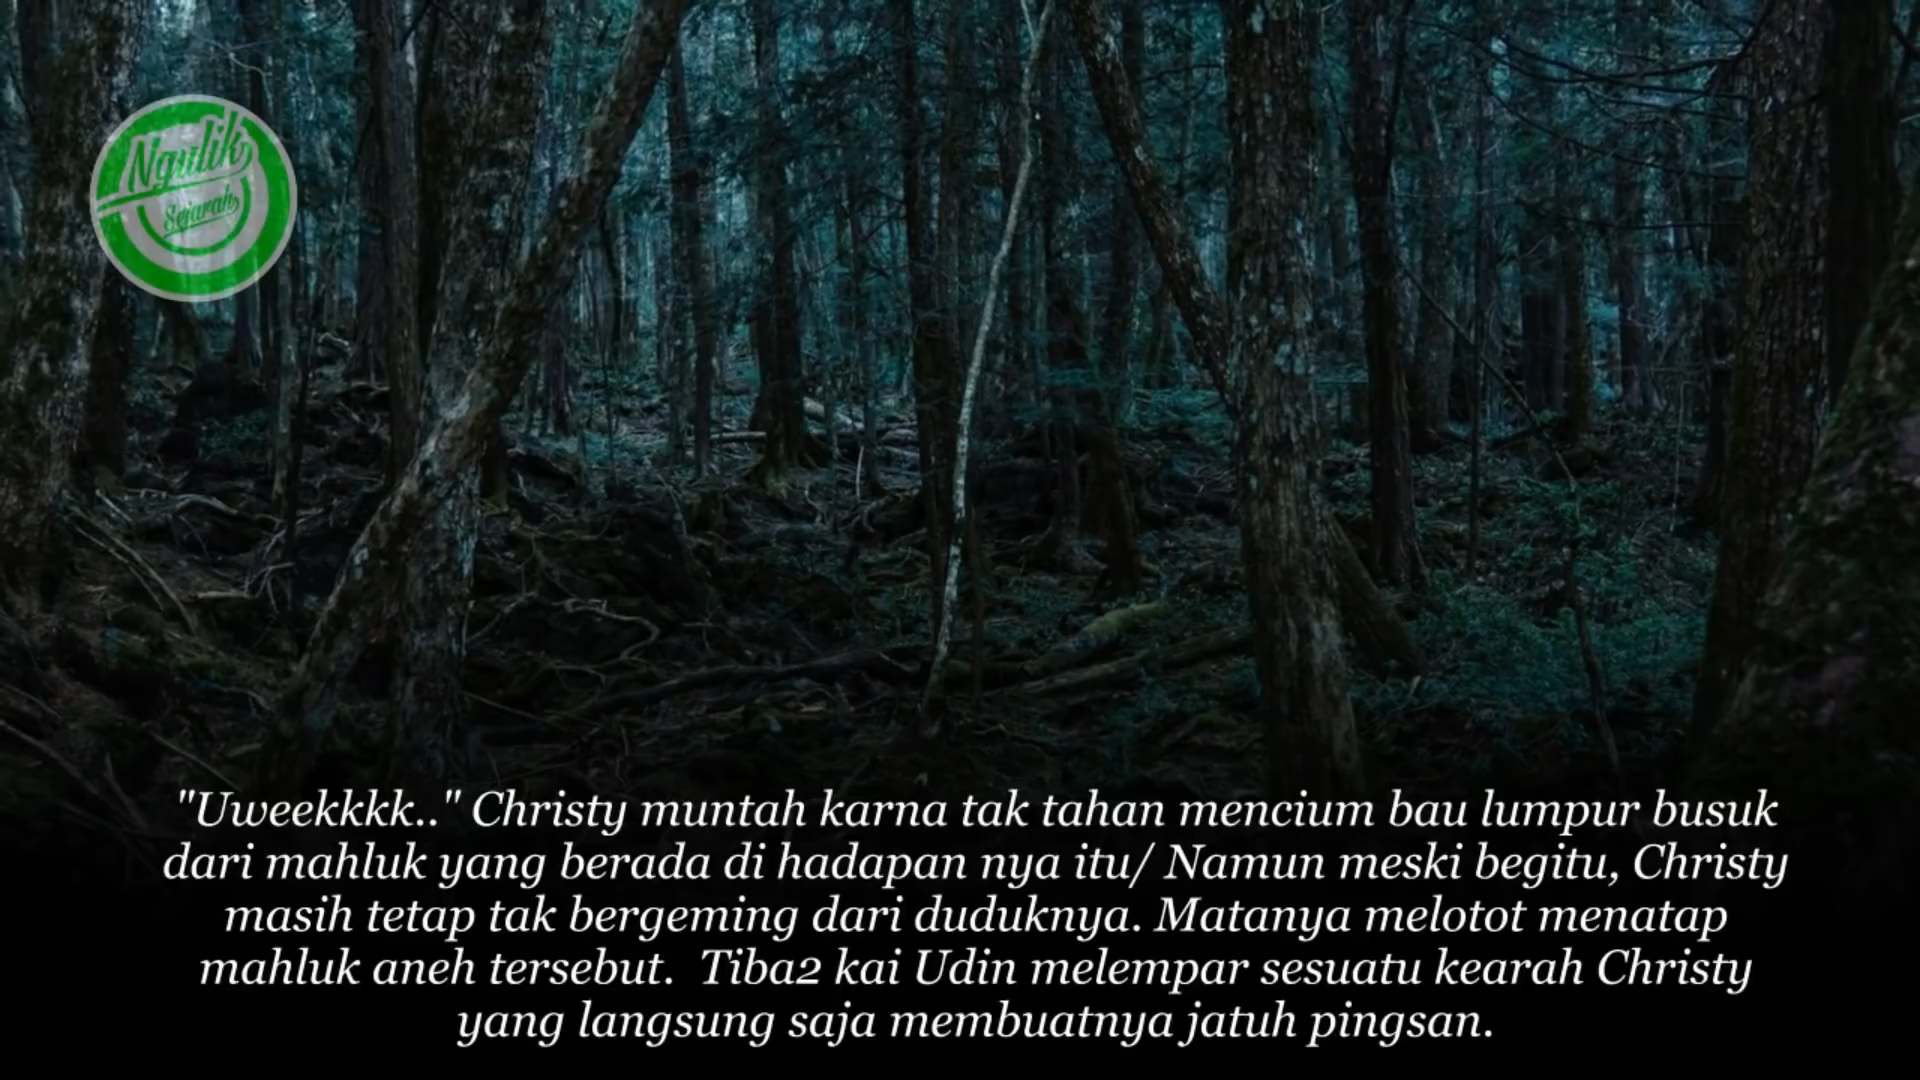 Ngulik
Sejarah
"Uweekkkk.." Christy muntah karna tak tahan mencium bau lumpur busuk
dari mahluk yang berada di hadapan nya itu/ Namun meski begitu, Christy
masih tetap tak bergeming dari duduknya. Matanya melotot menatap
mahluk aneh tersebut.  Tiba2 kai Udin melempar sesuatu kearah Christy
yang langsung saja membuatnya jatuh pingsan.